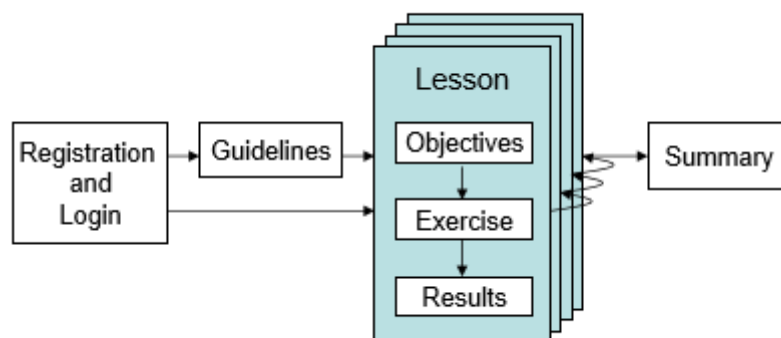 Registration
and
Login
Guidelines
Lesson
Objectives
Exercise
Results
Summary